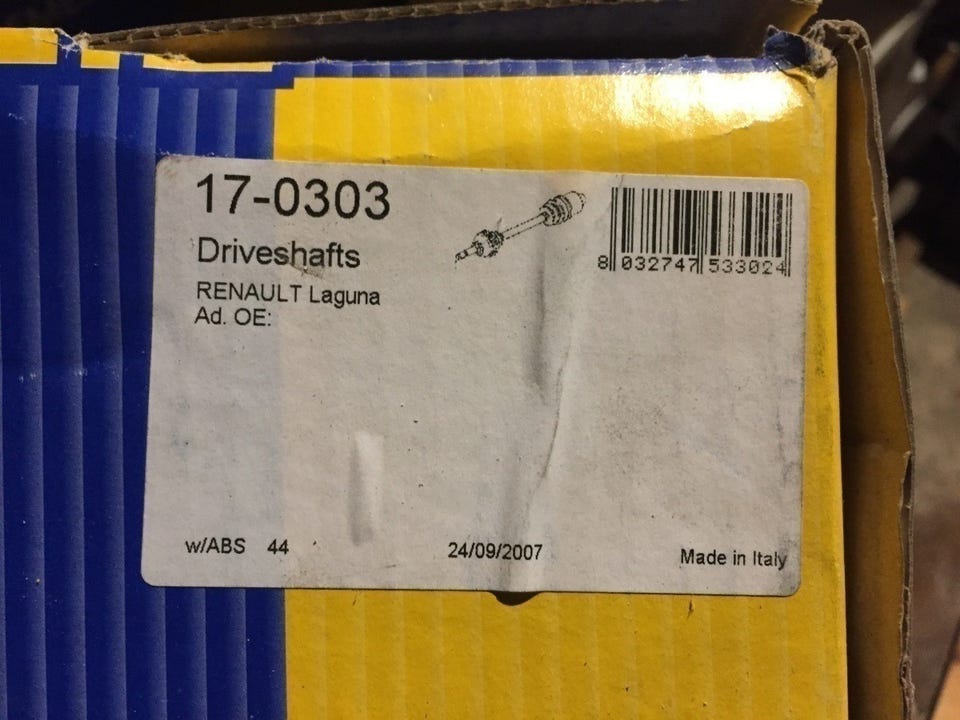 17-0303
Driveshafts
RENAULT Laguna
Ad. OE:
8 032747 533024
w/ABS 44
24/09/2007
Made in Italy